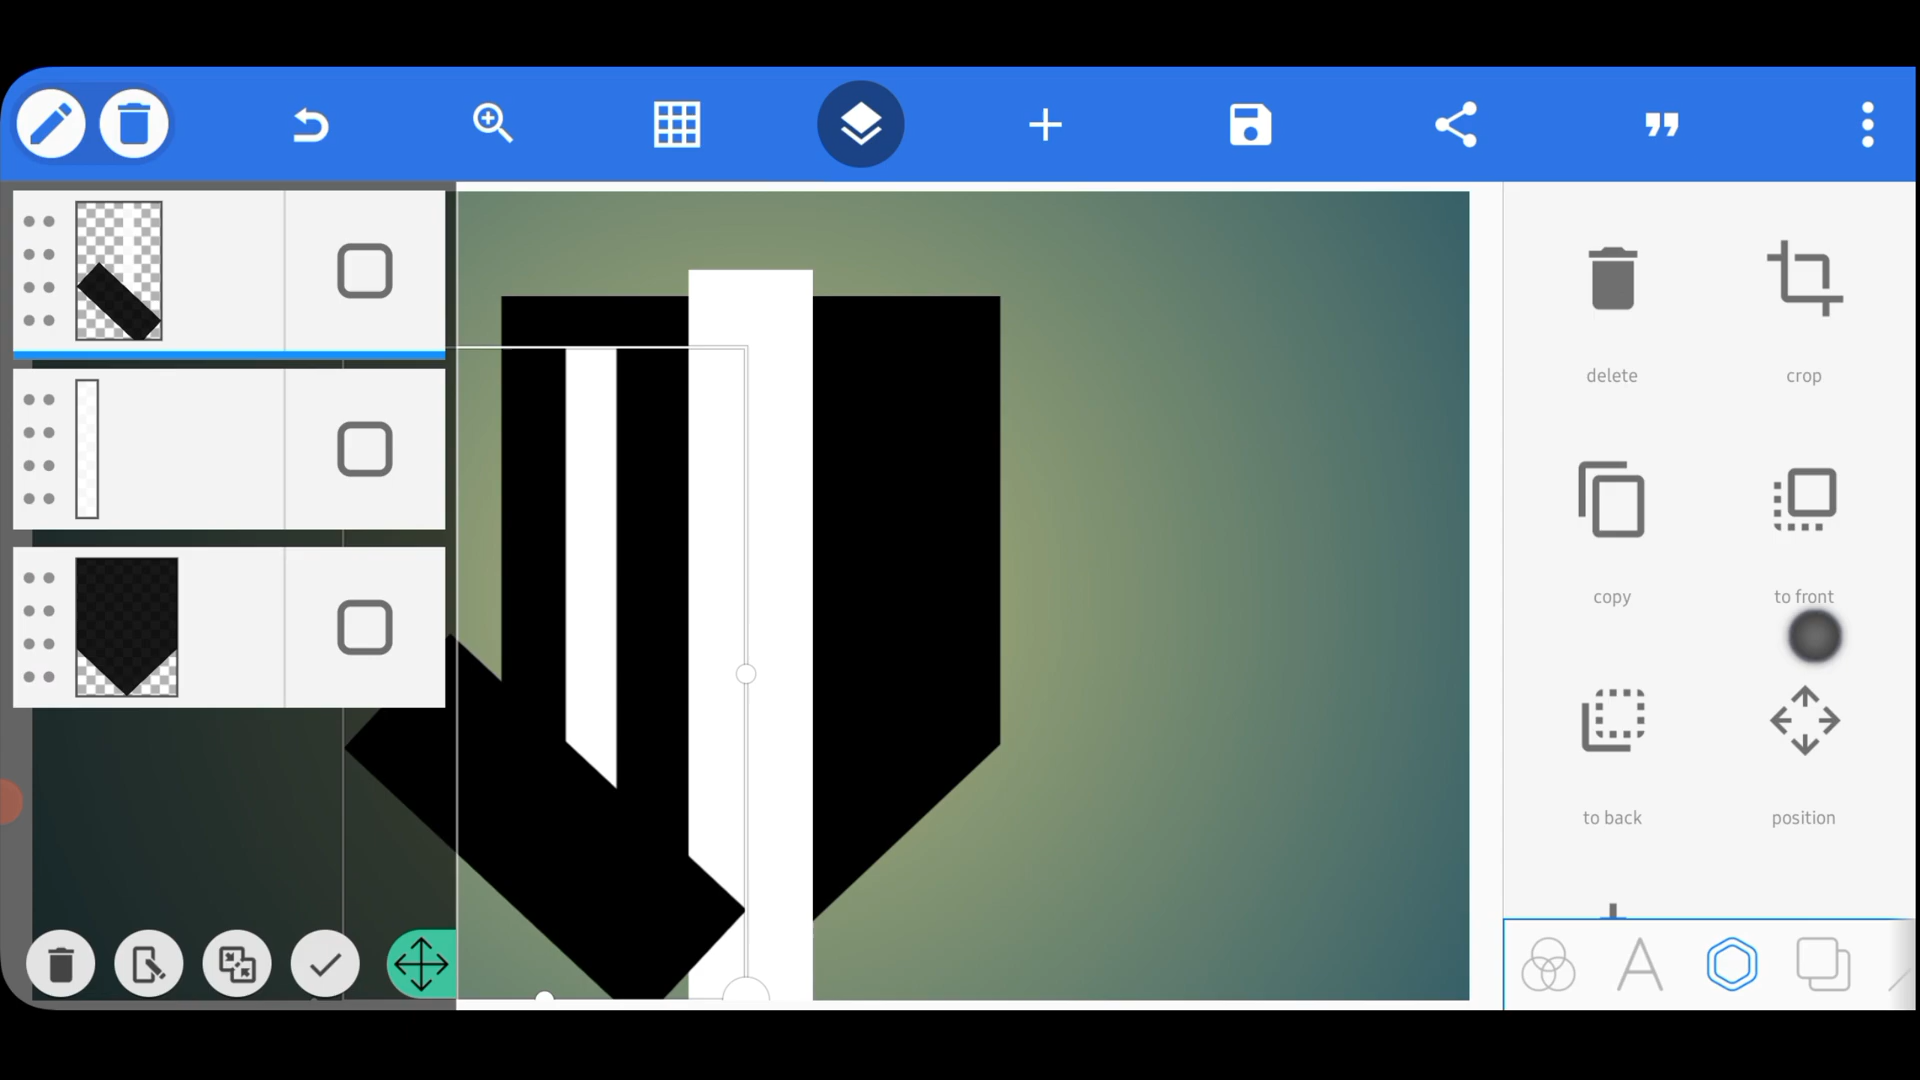 delete
crop
copy
to front
to back
position